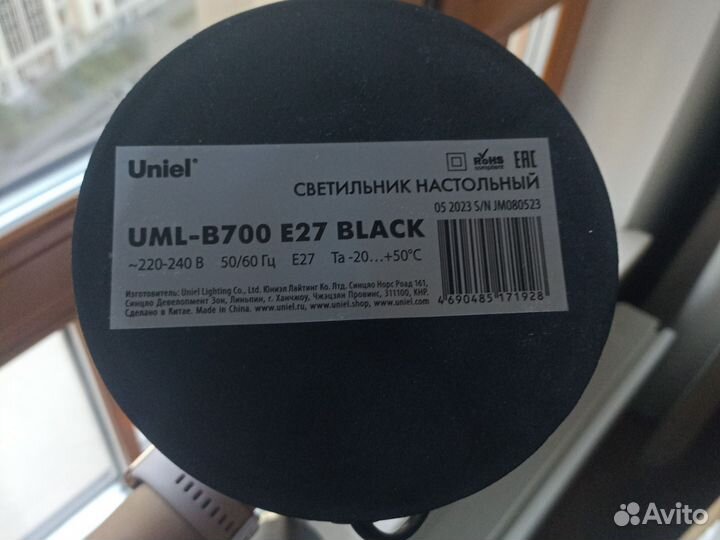 Uniel®
RoHS
compliant
EAC
СВЕТИЛЬНИК НАСТОЛЬНЫЙ
05 2023 S/N JM080523
UML-B700 E27 BLACK
~220-240 В 50/60 Гц E27 Ta -20...+50°C
Изготовитель: Uniel Lighting Co., Ltd. Юниэл Лайтинг Ко. Лтд. Синцяо Норс Роад 161,
Синцяо Девелопмент Зон, Линьпин, г. Ханчжоу, Чжэцзян Провинс, 311100, КНР.
Сделано в Китае. Made in China. www.uniel.ru, www.uniel.shop, www.uniel.com
4 690485 171928
Avito